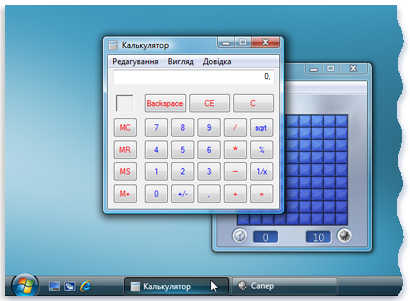 Калькулятор
Редагування Вигляд Довідка
0,
Backspace CE C
MC 7 8 9 / sqrt
MR 4 5 6 * %
MS 1 2 3 – 1/x
M+ 0 +/- , + =
0 10
Калькулятор Сапер